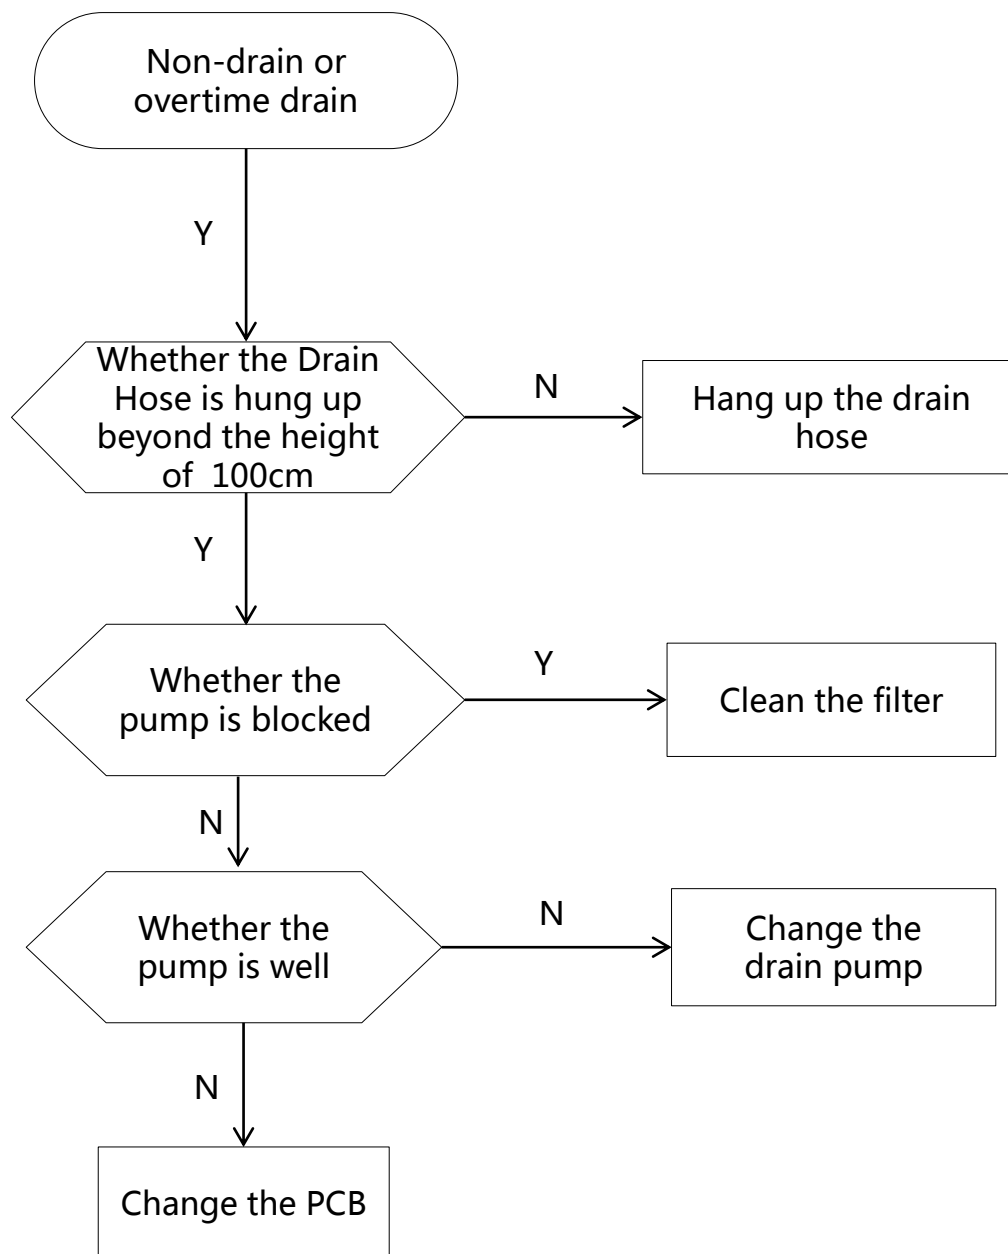 Non-drain or
overtime drain
Y
Whether the Drain
Hose is hung up
beyond the height
of  100cm
N
Hang up the drain
hose
Y
Whether the
pump is blocked
Y
Clean the filter
N
Whether the
pump is well
N
Change the
drain pump
N
Change the PCB